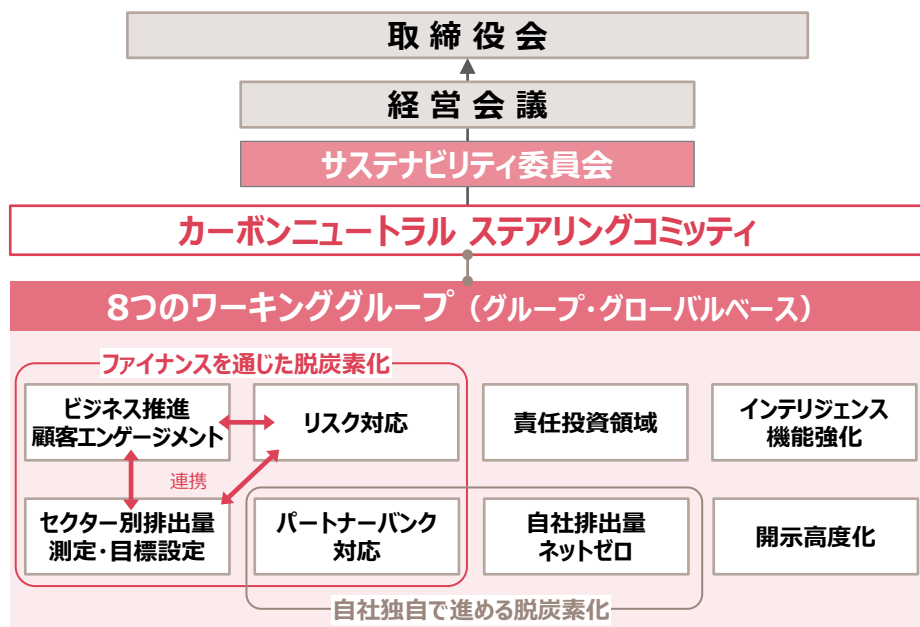 取締役会
経営会議
サステナビリティ委員会
カーボンニュートラル ステアリングコミッティ
8つのワーキンググループ（グループ・グローバルベース）
ファイナンスを通じた脱炭素化
ビジネス推進
顧客エンゲージメント
リスク対応
責任投資領域
インテリジェンス
機能強化
連携
セクター別排出量
測定・目標設定
パートナーバンク
対応
自社排出量
ネットゼロ
開示高度化
自社独自で進める脱炭素化